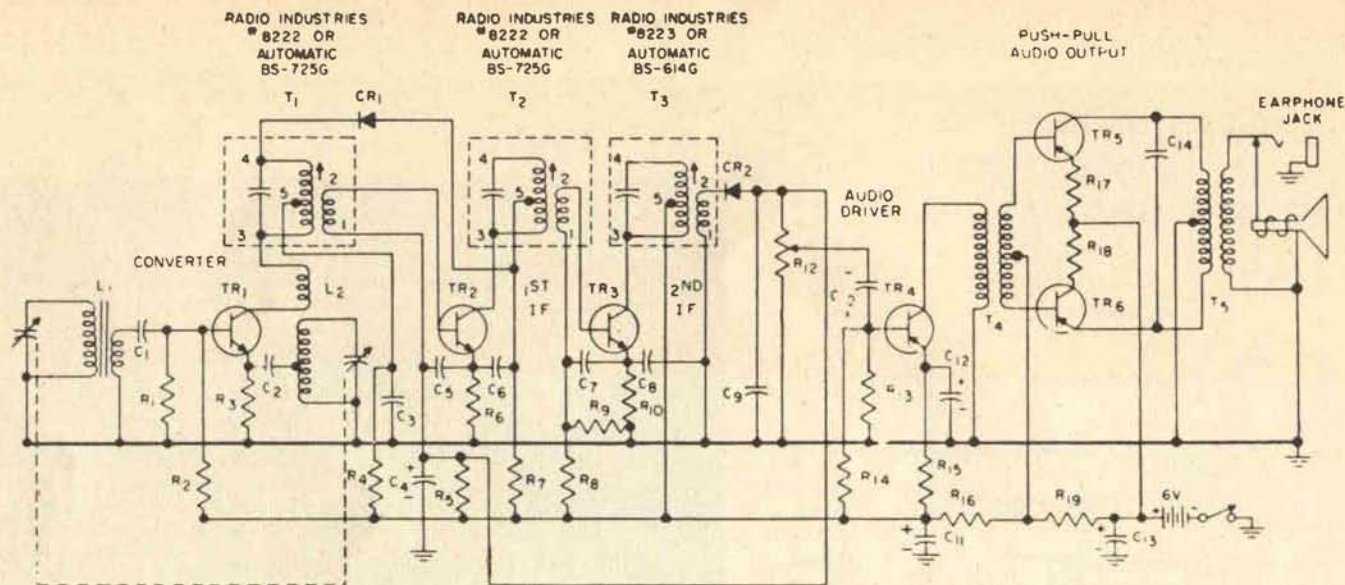 RADIO INDUSTRIES
#8222 OR
AUTOMATIC
BS-725G
T1
RADIO INDUSTRIES
#8222 OR
AUTOMATIC
BS-725G
T2
RADIO INDUSTRIES
#8223 OR
AUTOMATIC
BS-614G
T3
PUSH-PULL
AUDIO OUTPUT
EARPHONE
JACK
CR1
4
5
2
3
1
4
5
2
3
1
4
5
2
3
1
CR2
TR5
C14
R17
R18
TR6
T5
AUDIO
DRIVER
CONVERTER
L1
C1
TR1
L2
TR2
1ST
IF
TR3
2ND
IF
R12
TR4
T4
C12
+
-
R1
R3
C2
C3
C5
C6
R6
C7
C8
R9
R10
C9
R13
R2
R4
C4
+
-
R5
R7
R8
R14
R15
R16
R19
+
-
C11
+
-
C13
6V
+
-